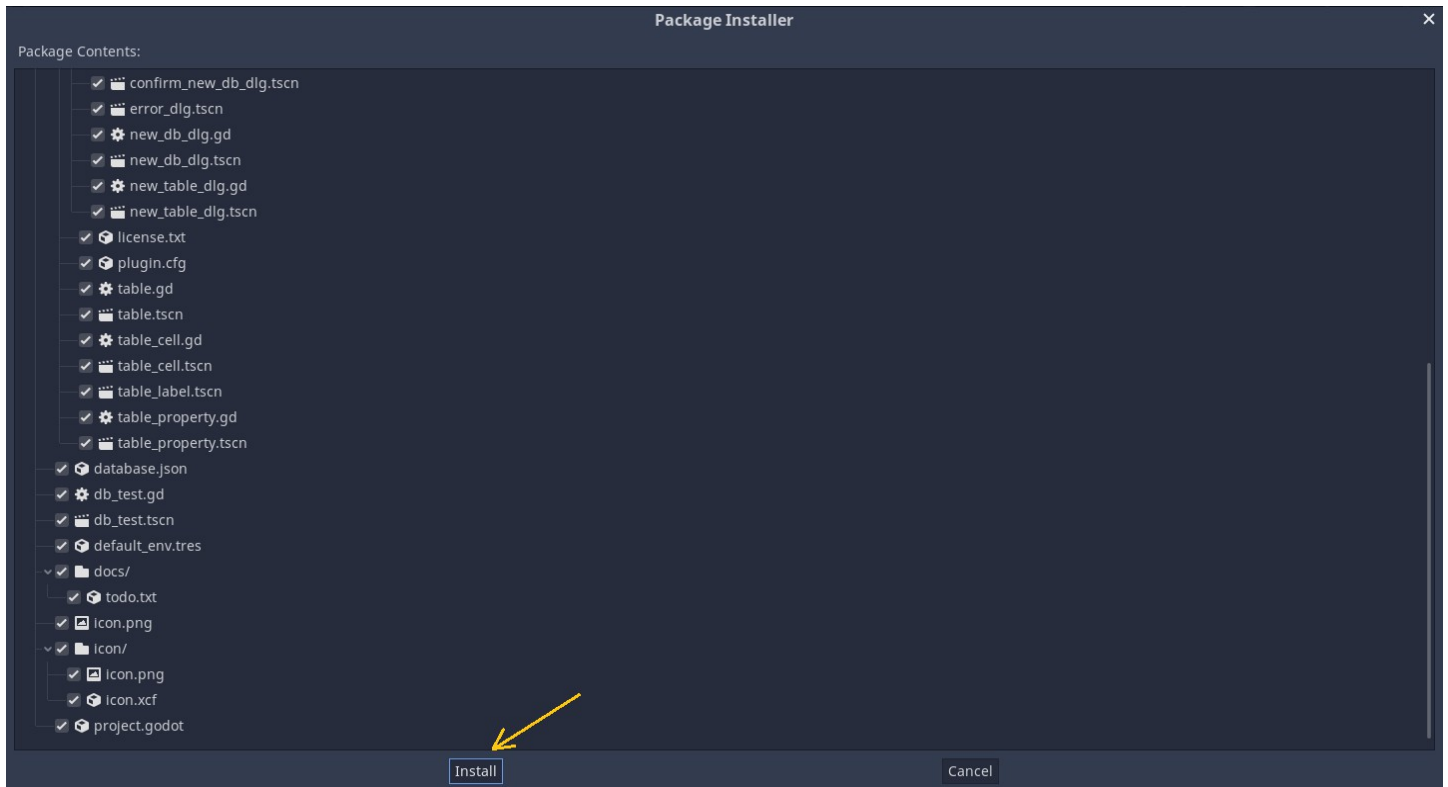 Package Installer
Package Contents:
confirm_new_db_dlg.tscn
error_dlg.tscn
new_db_dlg.gd
new_db_dlg.tscn
new_table_dlg.gd
new_table_dlg.tscn
license.txt
plugin.cfg
table.gd
table.tscn
table_cell.gd
table_cell.tscn
table_label.tscn
table_property.gd
table_property.tscn
database.json
db_test.gd
db_test.tscn
default_env.tres
docs/
todo.txt
icon.png
icon/
icon.png
icon.xcf
project.godot
Install Cancel